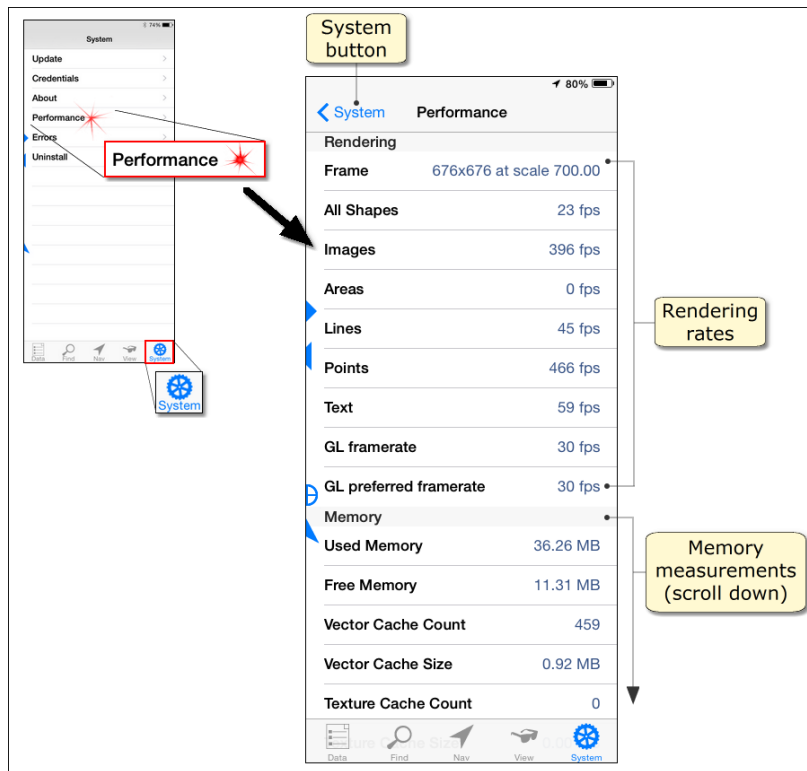 System
button
74%
System
Update
Credentials
About
Performance
Errors
Uninstall
Data Find Nav View System
System
Performance
80%
System Performance
Rendering
Frame 676x676 at scale 700.00
All Shapes 23 fps
Images 396 fps
Areas 0 fps
Lines 45 fps
Points 466 fps
Text 59 fps
GL framerate 30 fps
GL preferred framerate 30 fps
Memory
Used Memory 36.26 MB
Free Memory 11.31 MB
Vector Cache Count 459
Vector Cache Size 0.92 MB
Texture Cache Count 0
Data Find Nav View System
Rendering
rates
Memory
measurements
(scroll down)